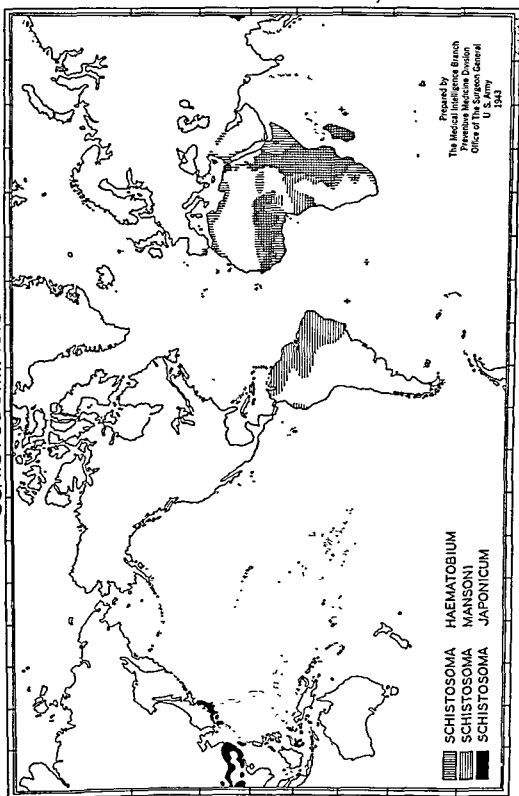 Prepared by
The Medical Intelligence Branch
Preventive Medicine Division
Office of The Surgeon General
U. S. Army
1943
SCHISTOSOMA HAEMATOBIUM
SCHISTOSOMA MANSONI
SCHISTOSOMA JAPONICUM